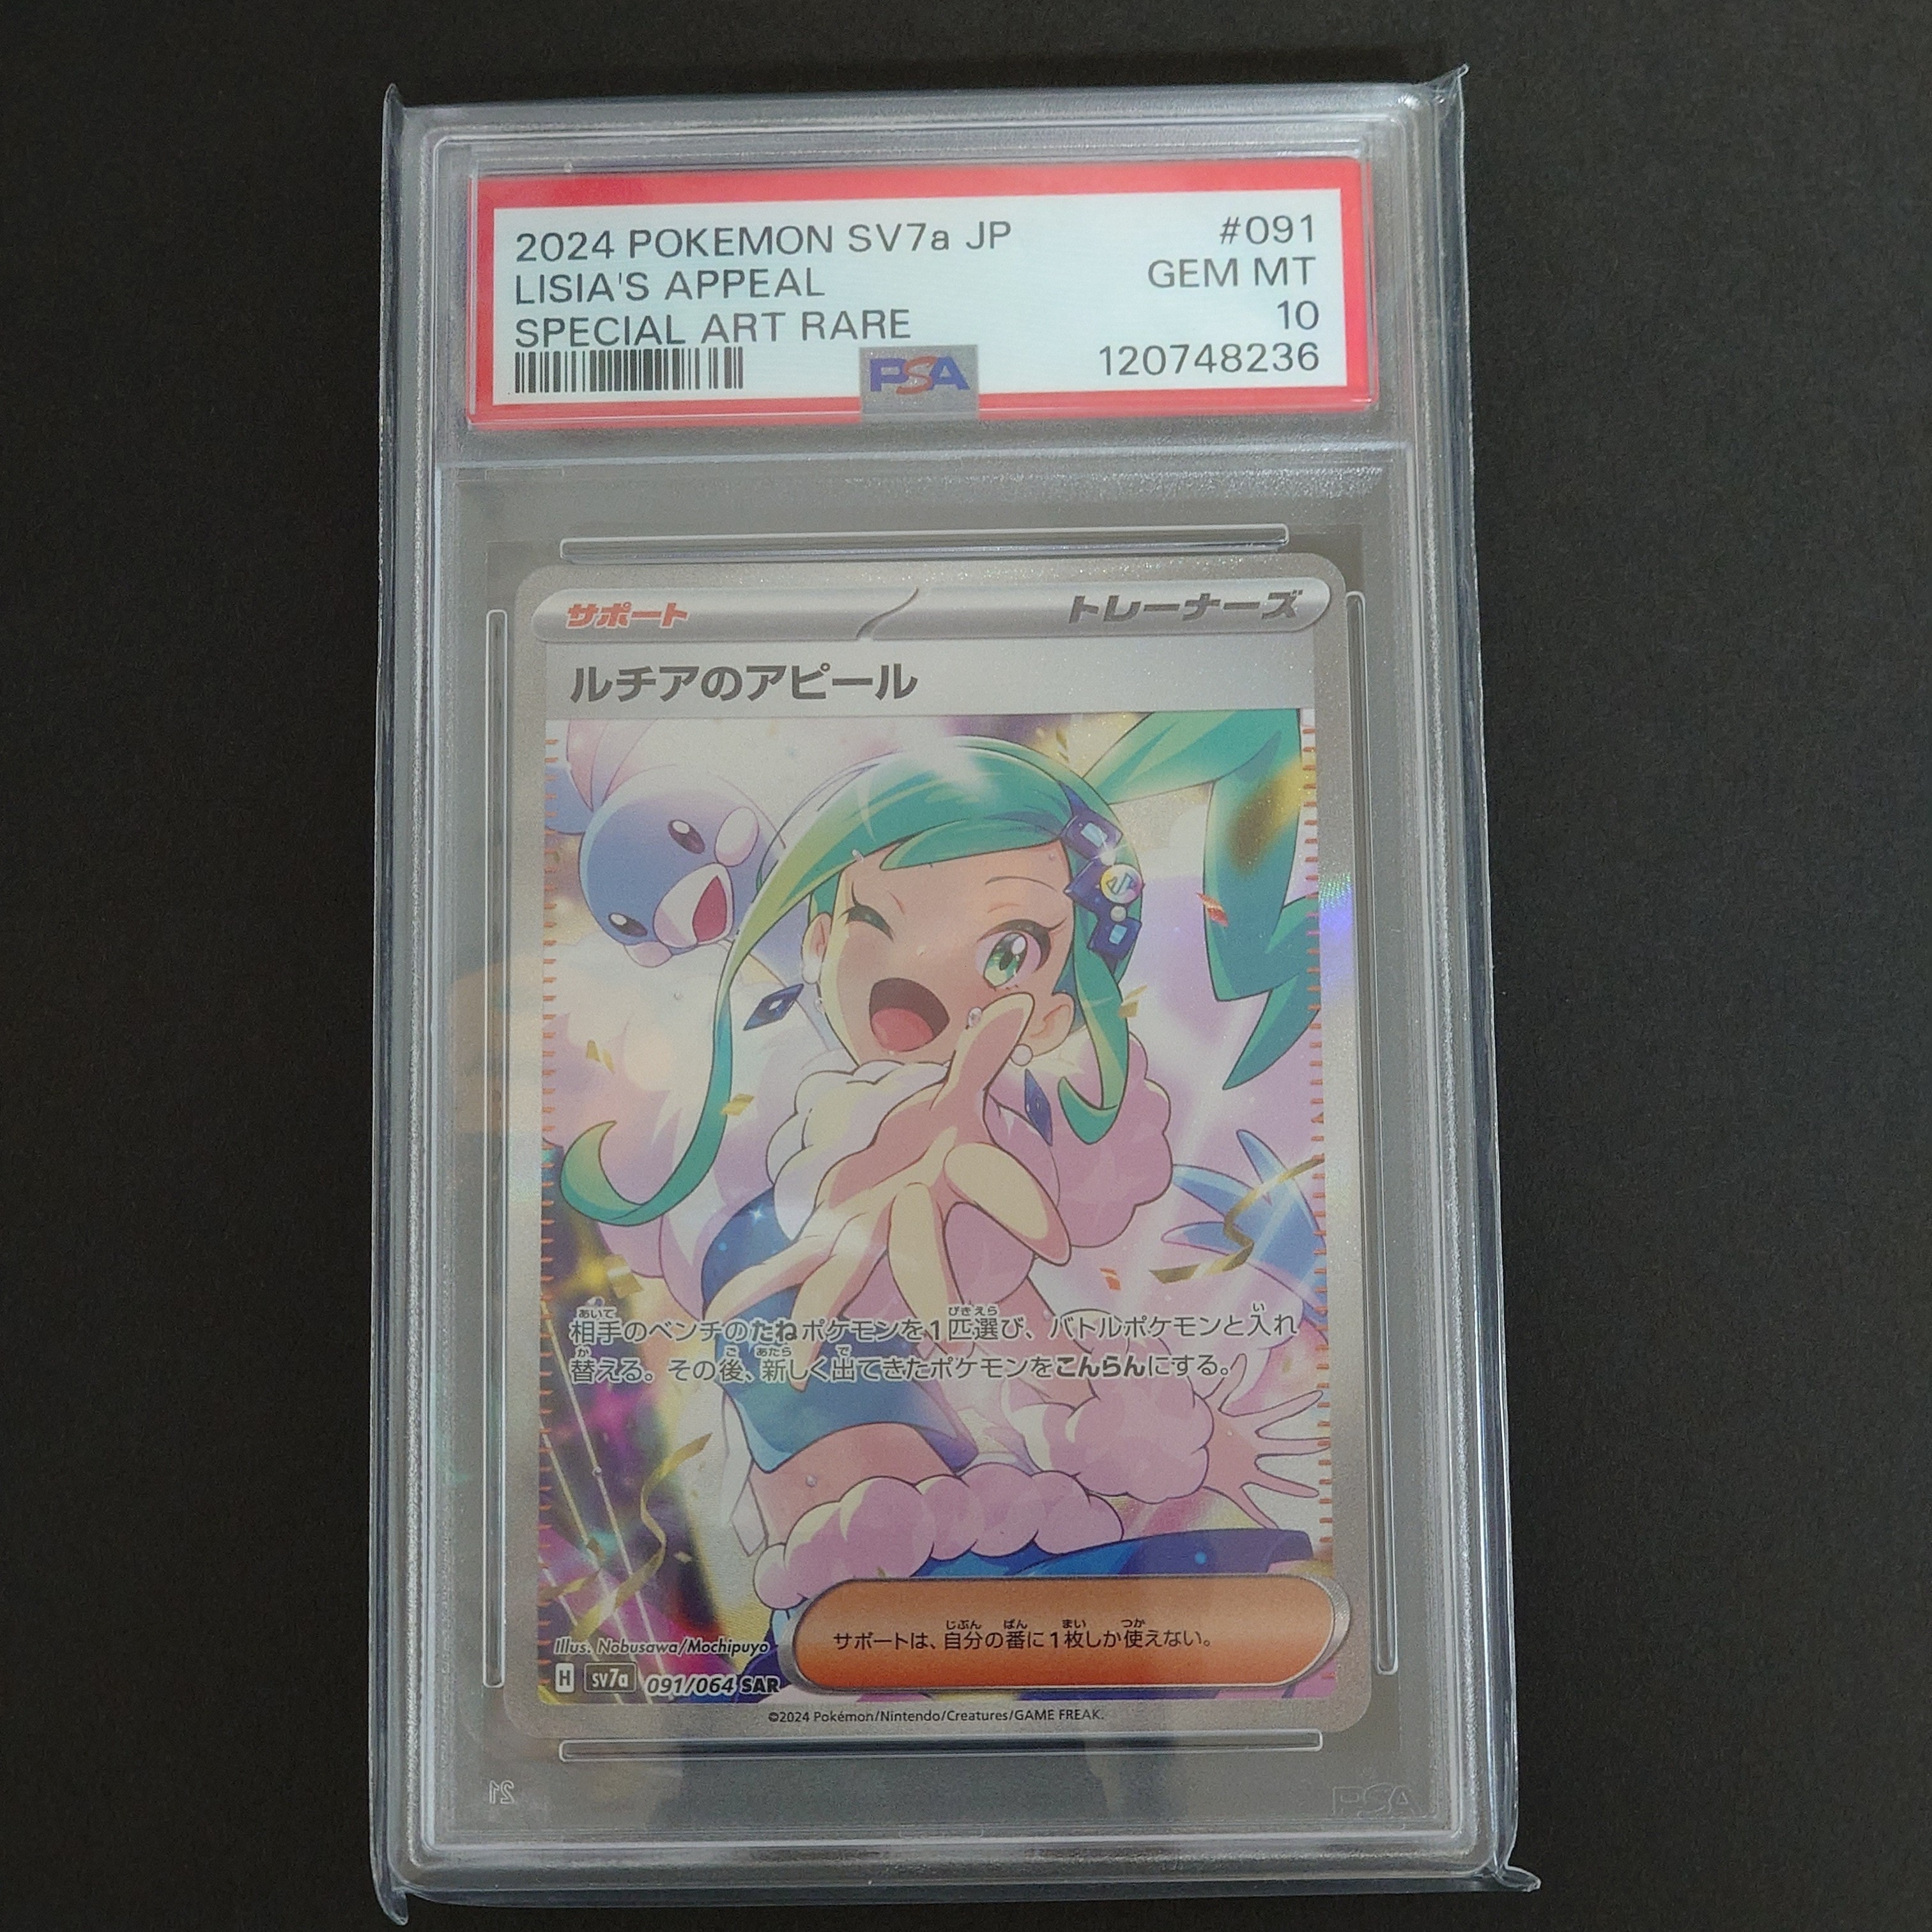 2024 POKEMON SV7a JP #091
LISIA'S APPEAL GEM MT
SPECIAL ART RARE 10
PSA 120748236
サポート トレーナーズ
ルチアのアピール
相手のベンチのたねポケモンを1匹選び、バトルポケモンと入れ
替える。その後、新しく出てきたポケモンをこんらんにする。
サポートは、自分の番に1枚しか使えない。
Illus. Nobusawa/Mochipuyo
H sv7a 091/064 SAR
©2024 Pokémon/Nintendo/Creatures/GAME FREAK.
21 PSA